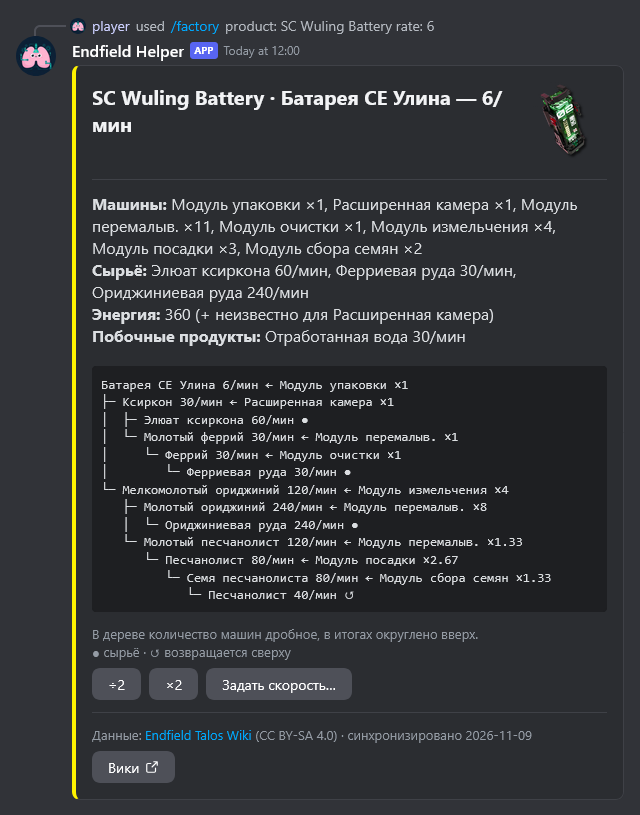 player used /factory product: SC Wuling Battery rate: 6
Endfield Helper APP Today at 12:00
SC Wuling Battery · Батарея СЕ Улина — 6/
мин
Машины: Модуль упаковки ×1, Расширенная камера ×1, Модуль
перемалыв. ×11, Модуль очистки ×1, Модуль измельчения ×4,
Модуль посадки ×3, Модуль сбора семян ×2
Сырьё: Элюат ксиркона 60/мин, Ферриевая руда 30/мин,
Ориджиниевая руда 240/мин
Энергия: 360 (+ неизвестно для Расширенная камера)
Побочные продукты: Отработанная вода 30/мин
Батарея СЕ Улина 6/мин ← Модуль упаковки ×1
├─ Ксиркон 30/мин ← Расширенная камера ×1
│  ├─ Элюат ксиркона 60/мин ●
│  └─ Молотый феррий 30/мин ← Модуль перемалыв. ×1
│     └─ Феррий 30/мин ← Модуль очистки ×1
│        └─ Ферриевая руда 30/мин ●
└─ Мелкомолотый ориджиний 120/мин ← Модуль измельчения ×4
   ├─ Молотый ориджиний 240/мин ← Модуль перемалыв. ×8
   │  └─ Ориджиниевая руда 240/мин ●
   └─ Молотый песчанолист 120/мин ← Модуль перемалыв. ×1.33
      └─ Песчанолист 80/мин ← Модуль посадки ×2.67
         └─ Семя песчанолиста 80/мин ← Модуль сбора семян ×1.33
            └─ Песчанолист 40/мин ↺
В дереве количество машин дробное, в итогах округлено вверх.
● сырьё · ↺ возвращается сверху
÷2 ×2 Задать скорость...
Данные: Endfield Talos Wiki (CC BY-SA 4.0) · синхронизировано 2026-11-09
Вики